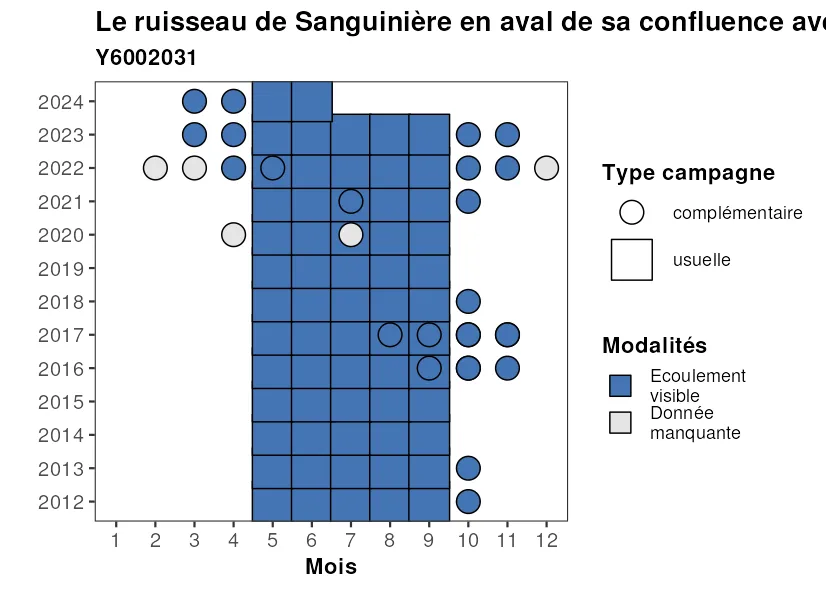 Le ruisseau de Sanguinière en aval de sa confluence
Y6002031
2024
2023
2022
2021
2020
2019
2018
2017
2016
2015
2014
2013
2012
1 2 3 4 5 6 7 8 9 10 11 12
Mois
Type campagne
complémentaire
usuelle
Modalités
Ecoulement
visible
Donnée
manquante